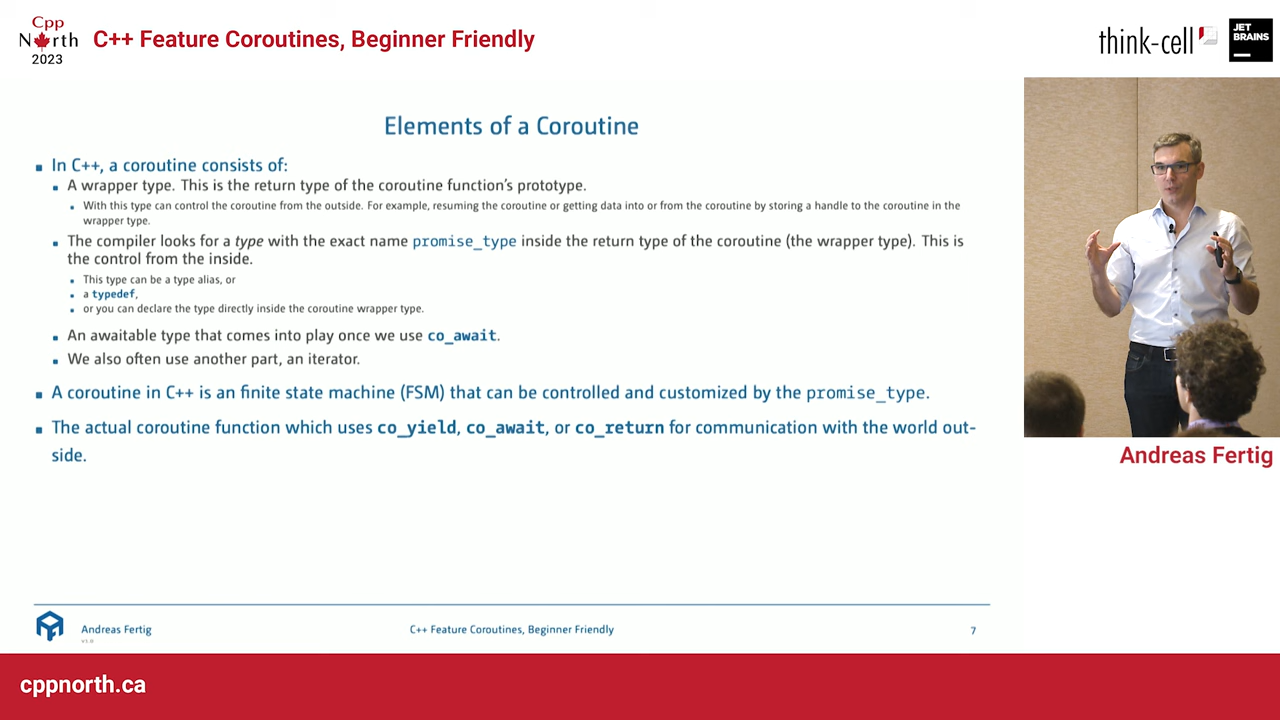 Cpp
North
2023
C++ Feature Coroutines, Beginner Friendly
think-cell
JET
BRAINS
Elements of a Coroutine
In C++, a coroutine consists of:
A wrapper type. This is the return type of the coroutine function's prototype.
With this type can control the coroutine from the outside. For example, resuming the coroutine or getting data into or from the coroutine by storing a handle to the coroutine in the
wrapper type.
The compiler looks for a type with the exact name promise_type inside the return type of the coroutine (the wrapper type). This is
the control from the inside.
This type can be a type alias, or
a typedef,
or you can declare the type directly inside the coroutine wrapper type.
An awaitable type that comes into play once we use co_await.
We also often use another part, an iterator.
A coroutine in C++ is an finite state machine (FSM) that can be controlled and customized by the promise_type.
The actual coroutine function which uses co_yield, co_await, or co_return for communication with the world out-
side.
Andreas Fertig
Andreas Fertig
v1.0
C++ Feature Coroutines, Beginner Friendly
7
cppnorth.ca